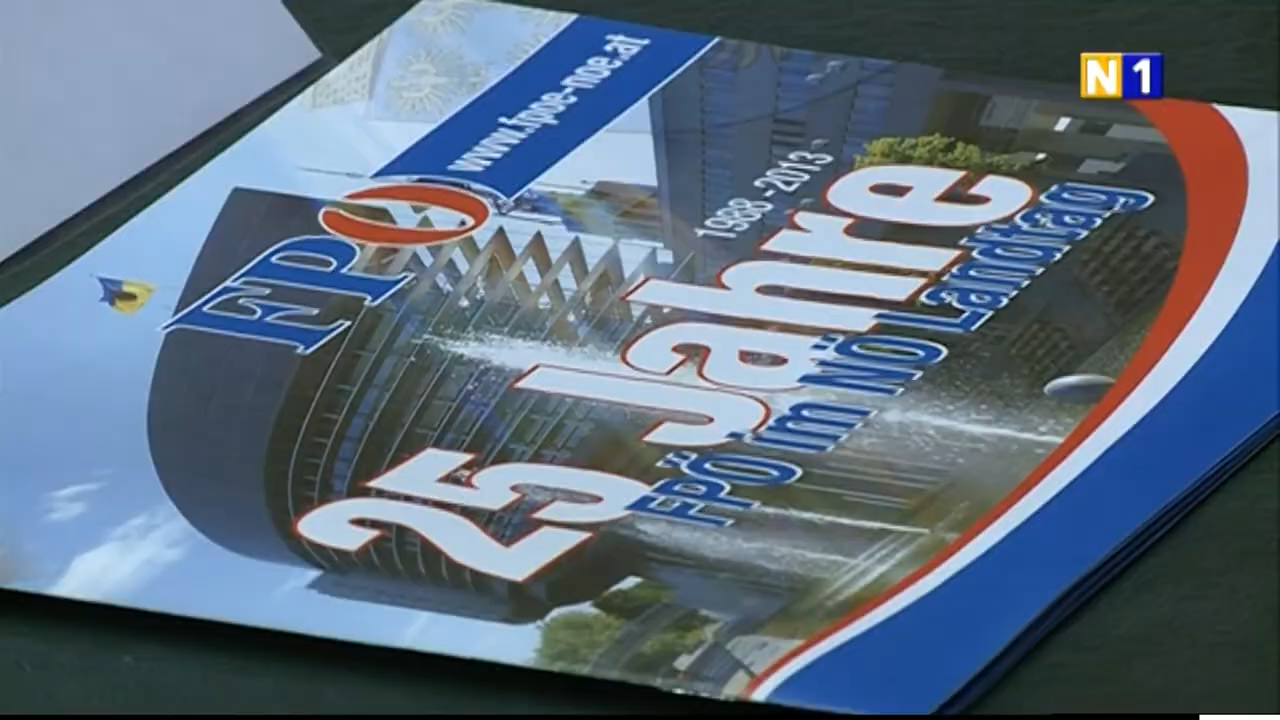 N1
www.fpoe-noe.at
FPÖ
1988 - 2013
25 Jahre
FPÖ im NÖ Landtag